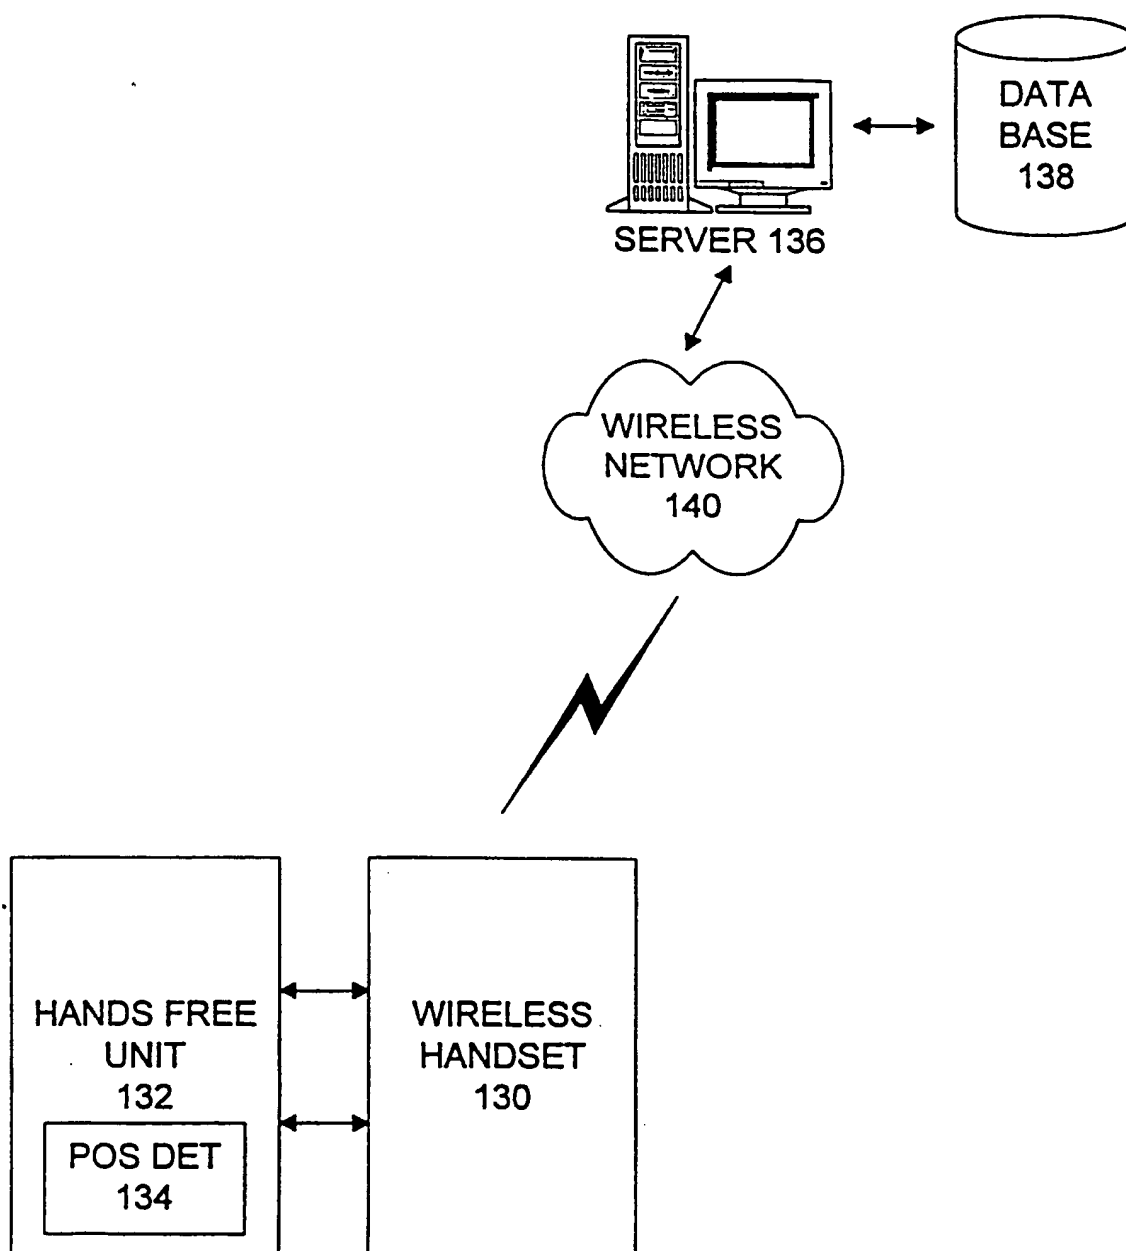 DATA
BASE
138
SERVER 136
WIRELESS
NETWORK
140
HANDS FREE
UNIT
132
POS DET
134
WIRELESS
HANDSET
130